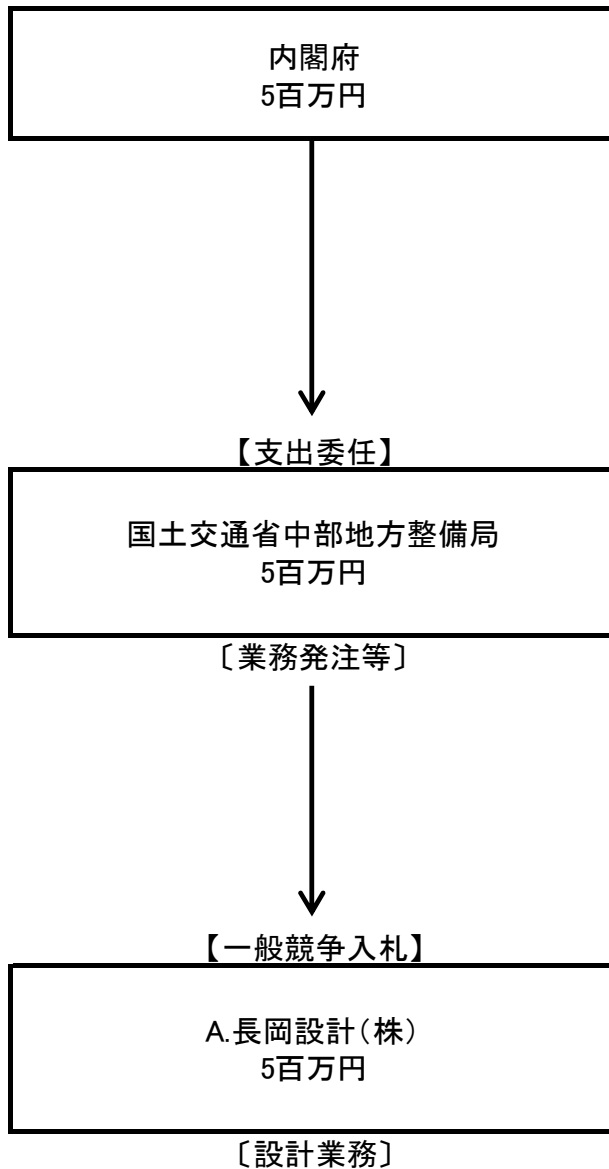 内閣府
5百万円
【支出委任】
国土交通省中部地方整備局
5百万円
〔業務発注等〕
【一般競争入札】
A.長岡設計（株）
5百万円
〔設計業務〕